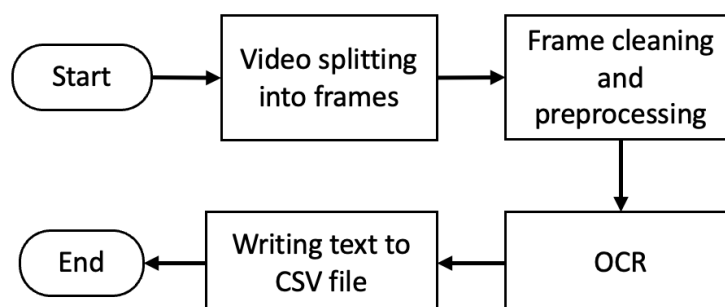 Start
Video splitting
into frames
Frame cleaning
and
preprocessing
OCR
Writing text to
CSV file
End